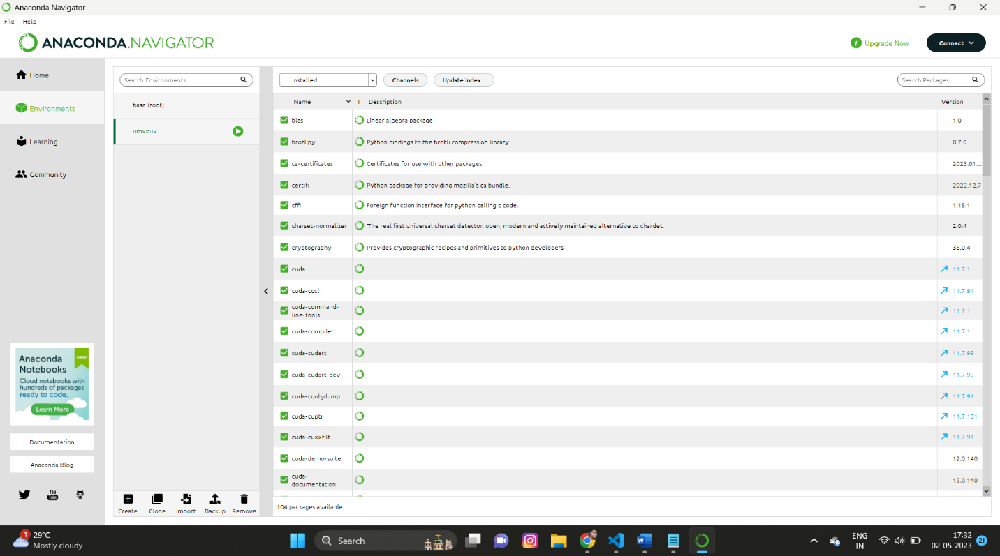 Anaconda Navigator
File Help
ANACONDA.NAVIGATOR
i Upgrade Now
Connect
Home
Environments
Learning
Community
Anaconda
Notebooks
New!
Cloud notebooks with
hundreds of packages
ready to code.
Learn More
Documentation
Anaconda Blog
You
Tube
Search Environments
base (root)
newenv
Create Clone Import Backup Remove
Installed Channels Update index... Search Packages
Name T Description Version
blas Linear algebra package 1.0
brotlipy Python bindings to the brotli compression library 0.7.0
ca-certificates Certificates for use with other packages. 2023.01...
certifi Python package for providing mozilla's ca bundle. 2022.12.7
cffi Foreign function interface for python calling c code. 1.15.1
charset-normalizer The real first universal charset detector. open, modern and actively maintained alternative to chardet. 2.0.4
cryptography Provides cryptographic recipes and primitives to python developers 38.0.4
cuda 11.7.1
cuda-cccl 11.7.91
cuda-command-
line-tools 11.7.1
cuda-compiler 11.7.1
cuda-cudart 11.7.99
cuda-cudart-dev 11.7.99
cuda-cuobjdump 11.7.91
cuda-cupti 11.7.101
cuda-cuxxfilt 11.7.91
cuda-demo-suite 12.0.140
cuda-
documentation 12.0.140
104 packages available
1
29°C
Mostly cloudy
Search
W
ENG
IN
17:32
02-05-2023
21